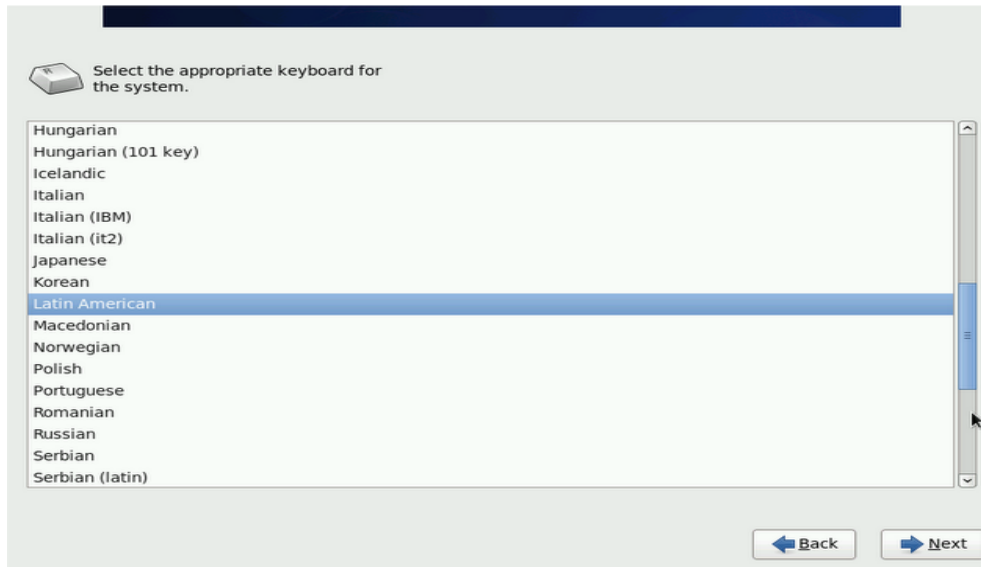 Select the appropriate keyboard for
the system.
Hungarian
Hungarian (101 key)
Icelandic
Italian
Italian (IBM)
Italian (it2)
Japanese
Korean
Latin American
Macedonian
Norwegian
Polish
Portuguese
Romanian
Russian
Serbian
Serbian (latin)
Back
Next